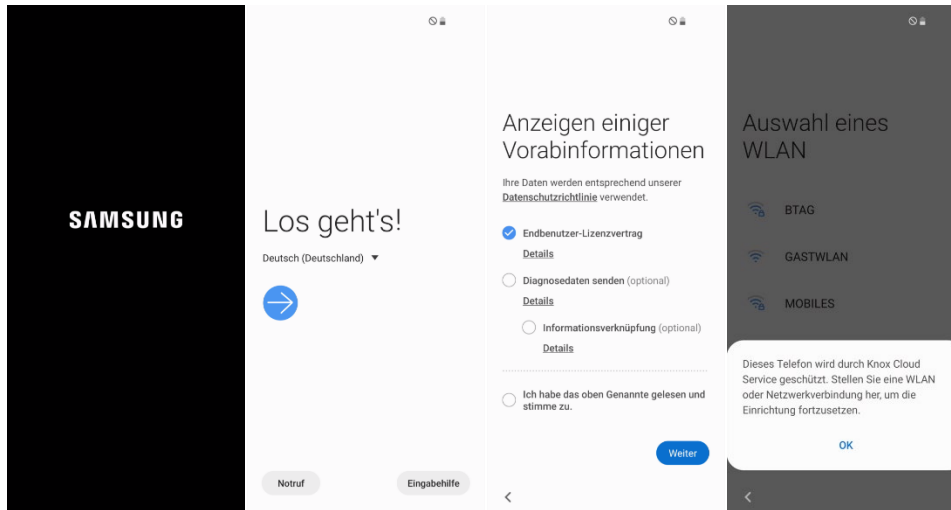 SAMSUNG
Los geht's!
Deutsch (Deutschland)
Notruf
Eingabehilfe
Anzeigen einiger
Vorabinformationen
Ihre Daten werden entsprechend unserer
Datenschutzrichtlinie verwendet.
Endbenutzer-Lizenzvertrag
Details
Diagnosedaten senden (optional)
Details
Informationsverknüpfung (optional)
Details
Ich habe das oben Genannte gelesen und
stimme zu.
Weiter
Auswahl eines
WLAN
BTAG
GASTWLAN
MOBILES
Dieses Telefon wird durch Knox Cloud
Service geschützt. Stellen Sie eine WLAN
oder Netzwerkverbindung her, um die
Einrichtung fortzusetzen.
OK